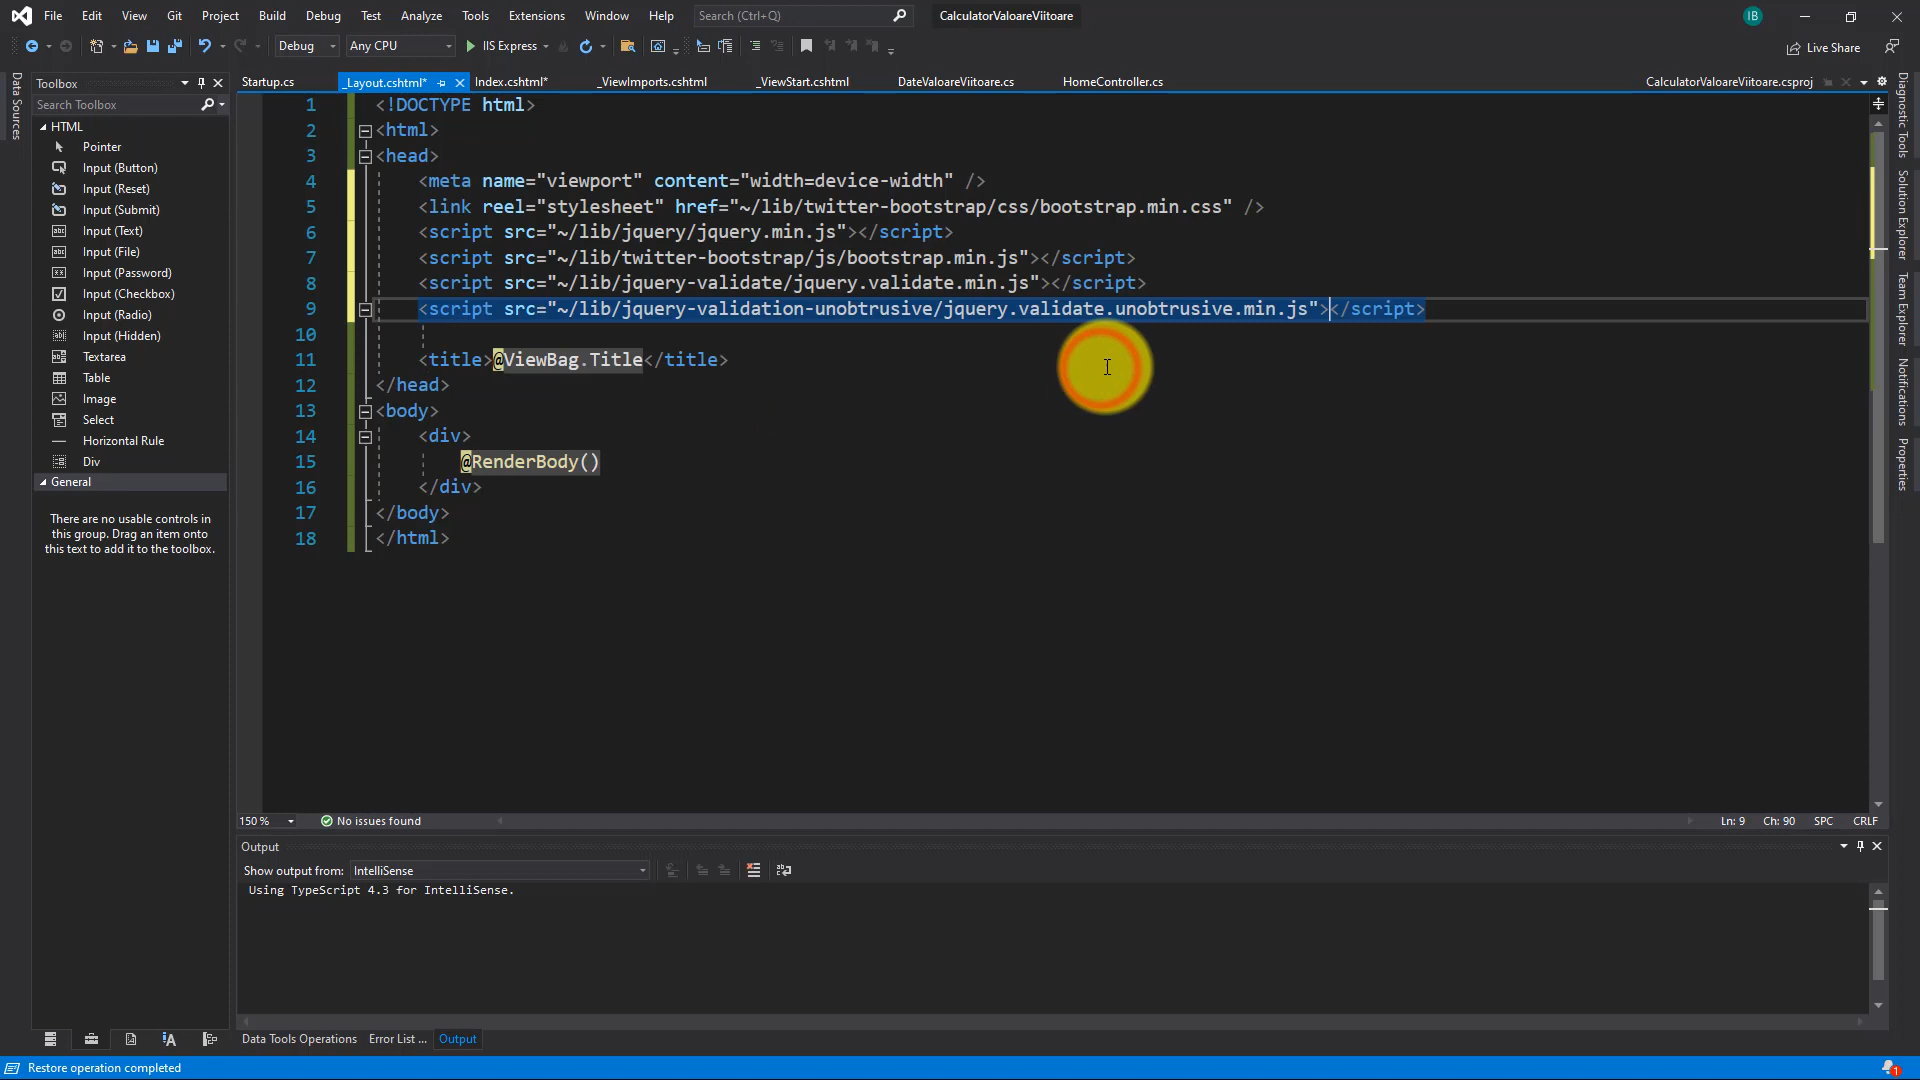 File Edit View Git Project Build Debug Test Analyze Tools Extensions Window Help Search (Ctrl+Q) CalculatorValoareViitoare IB
Debug Any CPU IIS Express Live Share
Data Sources
Toolbox
Search Toolbox
HTML
Pointer
Input (Button)
Input (Reset)
Input (Submit)
Input (Text)
Input (File)
Input (Password)
Input (Checkbox)
Input (Radio)
Input (Hidden)
Textarea
Table
Image
Select
Horizontal Rule
Div
General
There are no usable controls in
this group. Drag an item onto
this text to add it to the toolbox.
Startup.cs _Layout.cshtml* Index.cshtml* _ViewImports.cshtml _ViewStart.cshtml DateValoareViitoare.cs HomeController.cs CalculatorValoareViitoare.csproj
1 <!DOCTYPE html>
2 <html>
3 <head>
4 <meta name="viewport" content="width=device-width" />
5 <link reel="stylesheet" href="~/lib/twitter-bootstrap/css/bootstrap.min.css" />
6 <script src="~/lib/jquery/jquery.min.js"></script>
7 <script src="~/lib/twitter-bootstrap/js/bootstrap.min.js"></script>
8 <script src="~/lib/jquery-validate/jquery.validate.min.js"></script>
9 <script src="~/lib/jquery-validation-unobtrusive/jquery.validate.unobtrusive.min.js"></script>
10
11 <title>@ViewBag.Title</title>
12 </head>
13 <body>
14 <div>
15 @RenderBody()
16 </div>
17 </body>
18 </html>
150 % No issues found Ln: 9 Ch: 90 SPC CRLF
Output
Show output from: IntelliSense
Using TypeScript 4.3 for IntelliSense.
Data Tools Operations Error List ... Output
Diagnostic Tools
Solution Explorer
Team Explorer
Notifications
Properties
Restore operation completed 1